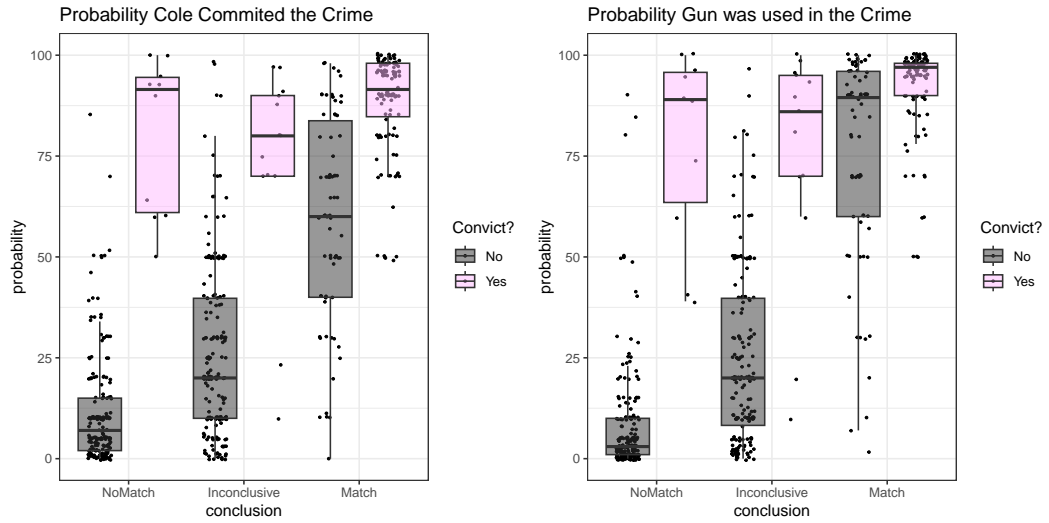 Probability Cole Commited the Crime
probability
100
75
50
25
0
NoMatch
Inconclusive
Match
conclusion
Convict?
No
Yes
Probability Gun was used in the Crime
probability
100
75
50
25
0
NoMatch
Inconclusive
Match
conclusion
Convict?
No
Yes